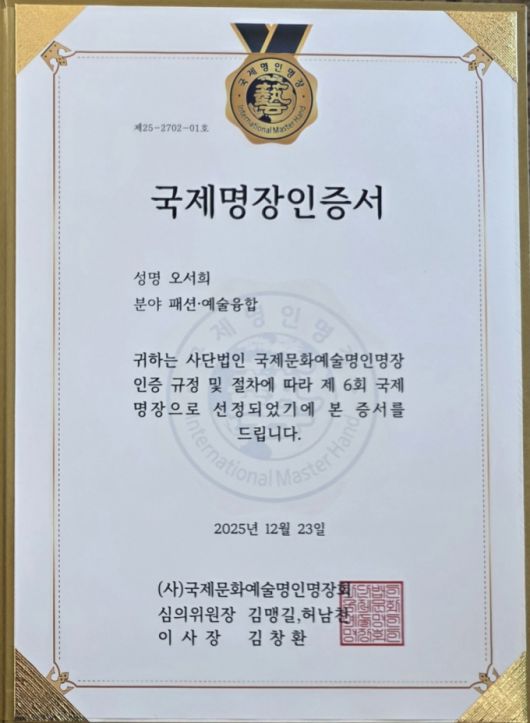 국제명인명장
藝
International Master Hand
제25-2702-01호
국제명장인증서
성명 오서희
분야 패션·예술융합
귀하는 사단법인 국제문화예술명인명장
인증 규정 및 절차에 따라 제 6회 국제
명장으로 선정되었기에 본 증서를
드립니다.
International Master Hand
2025년 12월 23일
(사)국제문화예술명인명장회
심의위원장 김맹길,허남찬
이 사 장 김 창 환